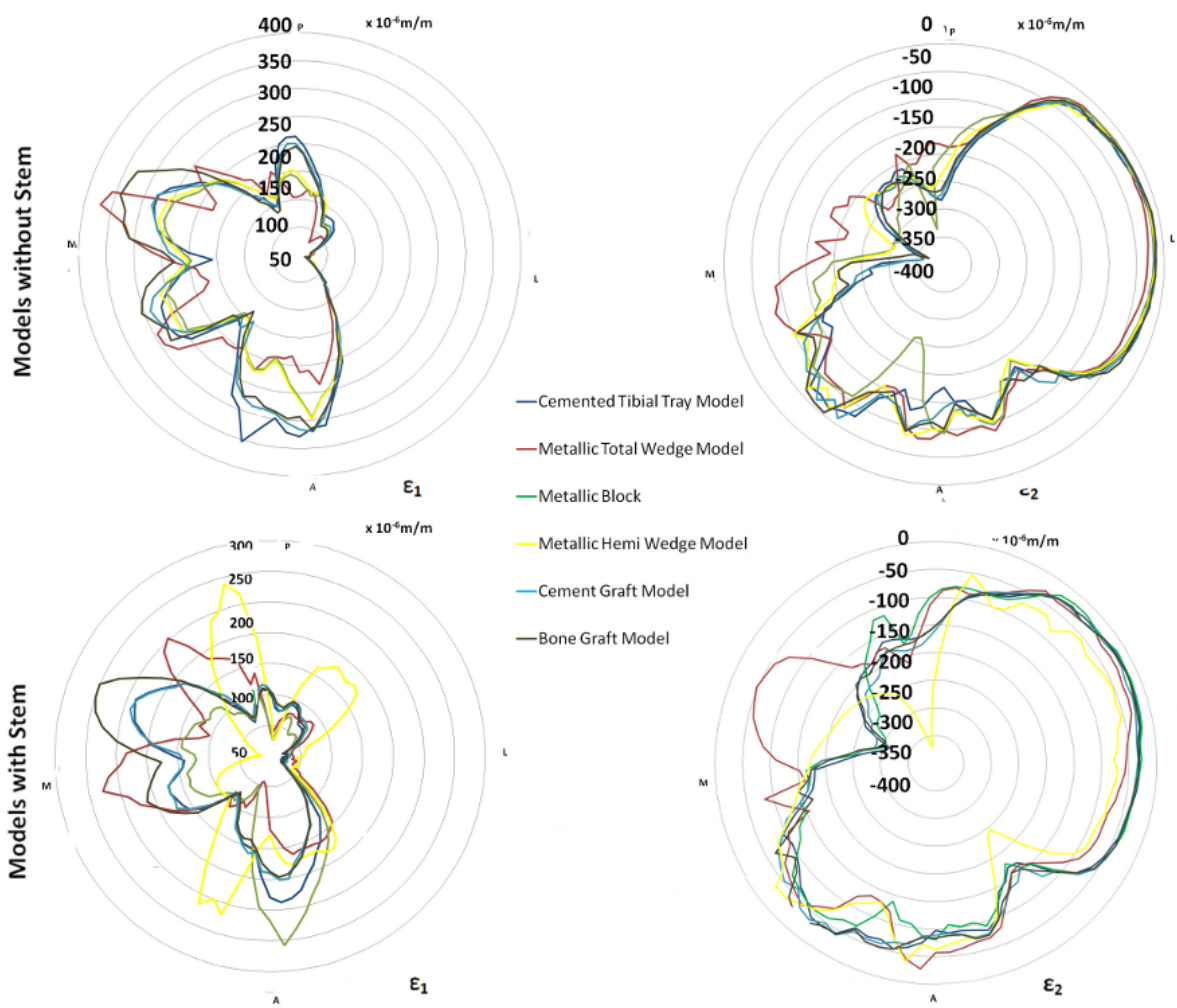 Models without Stem
400
P
x 10⁻⁶m/m
350
300
250
200
150
100
50
M
L
A
ε₁
0
P
x 10⁻⁶m/m
-50
-100
-150
-200
-250
-300
-350
-400
M
L
A
L
ε₂
Cemented Tibial Tray Model
Metallic Total Wedge Model
Metallic Block
Metallic Hemi Wedge Model
Cement Graft Model
Bone Graft Model
Models with Stem
300
P
x 10⁻⁶m/m
250
200
150
100
50
M
L
A
ε₁
0
10⁻⁶m/m
-50
-100
-150
-200
-250
-300
-350
-400
M
A
ε₂